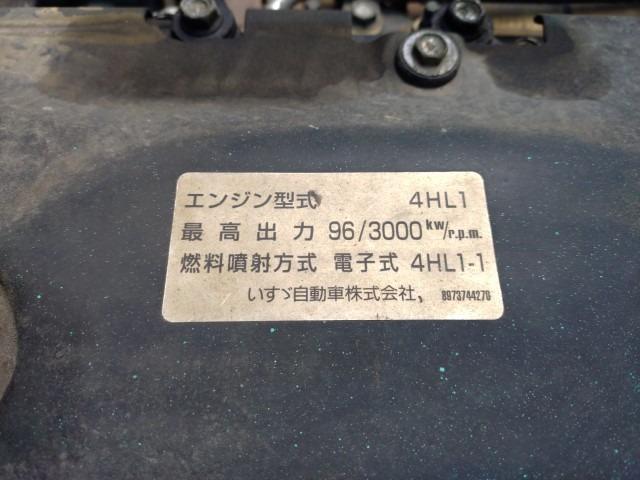 エンジン型式 4HL1
最高出力 96/3000 kW/r.p.m.
燃料噴射方式 電子式 4HL1-1
いすゞ自動車株式会社, 8973744270